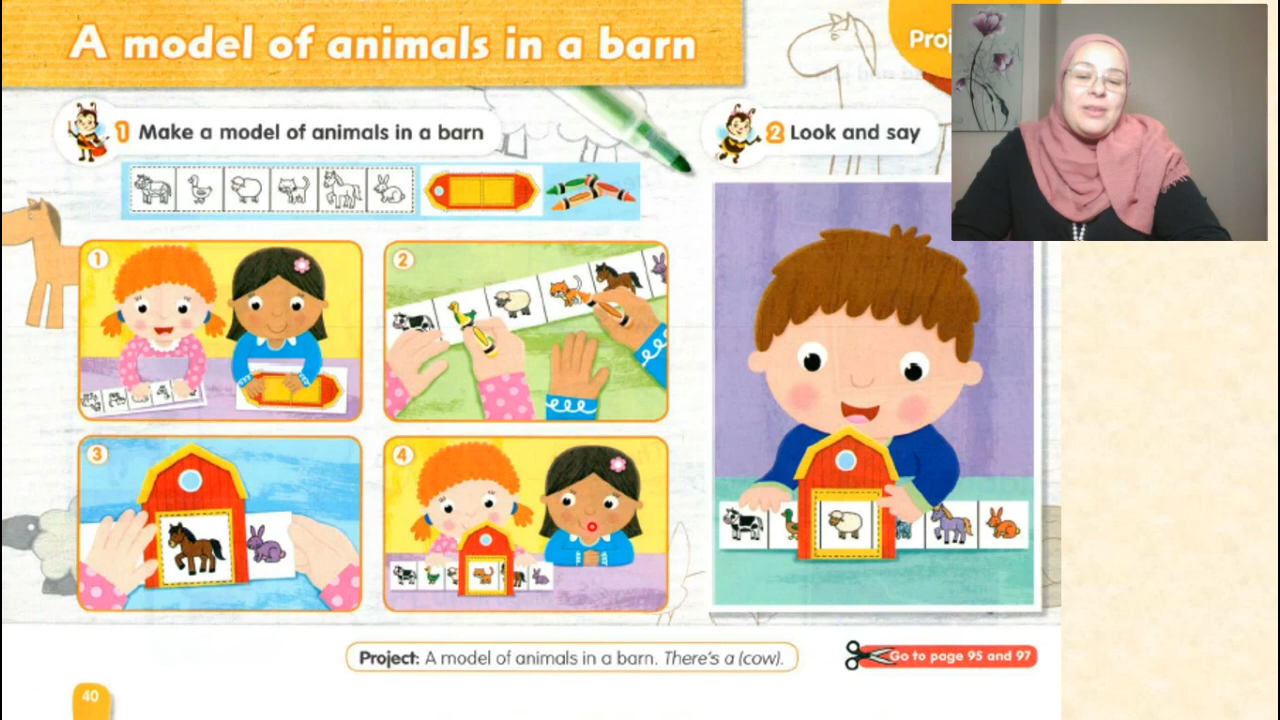 A model of animals in a barn
1 Make a model of animals in a barn
2 Look and say
1
2
3
4
Project: A model of animals in a barn. There's a (cow).
Go to page 95 and 97
40